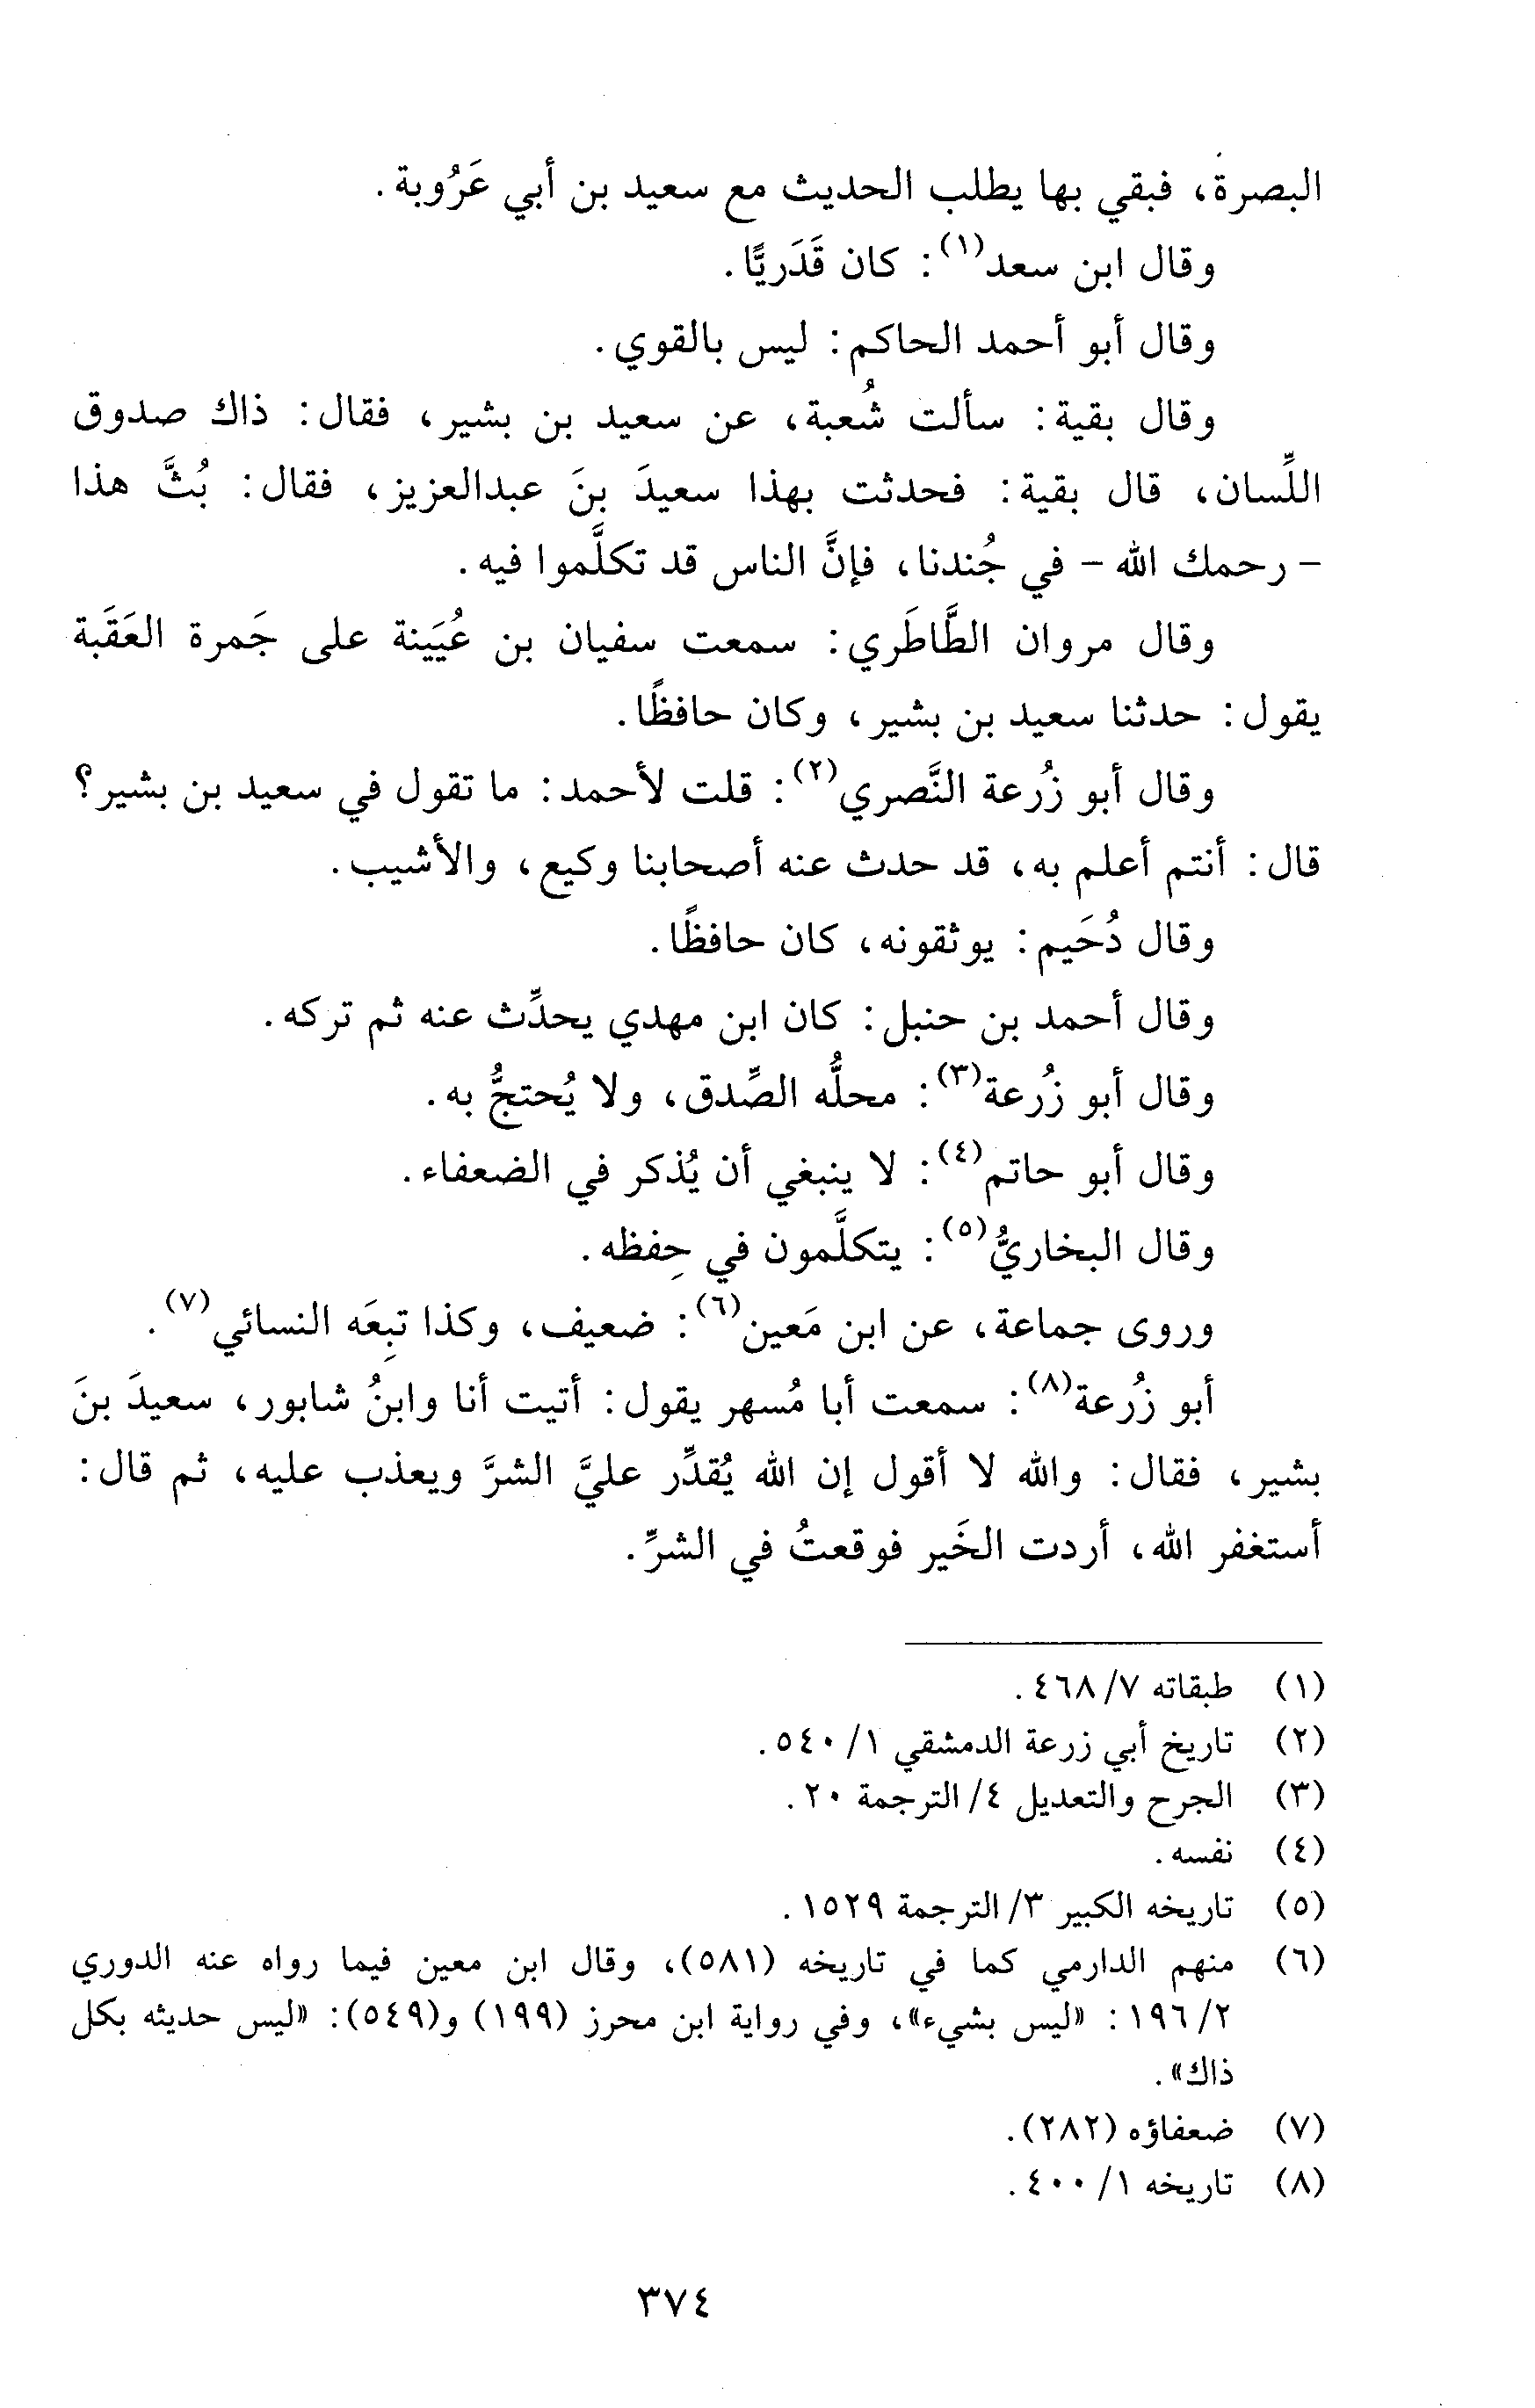 البصرة، فبقي بها يطلب الحديث مع سعيد بن أبي عَرُوبة.
وقال ابن سعد(١): كان قَدَريًّا.
وقال أبو أحمد الحاكم: ليس بالقوي.
وقال بقية: سألت شُعبة، عن سعيد بن بشير، فقال: ذاك صدوق
اللِّسان، قال بقية: فحدثت بهذا سعيدَ بنَ عبدالعزيز، فقال: بُثَّ هذا
- رحمك الله - في جُندنا، فإنَّ الناس قد تكلَّموا فيه.
وقال مروان الطَّاطَري: سمعت سفيان بن عُيَينة على جَمرة العَقَبة
يقول: حدثنا سعيد بن بشير، وكان حافظًا.
وقال أبو زُرعة النَّصري(٢): قلت لأحمد: ما تقول في سعيد بن بشير؟
قال: أنتم أعلم به، قد حدث عنه أصحابنا وكيع، والأشيب.
وقال دُحَيم: يوثقونه، كان حافظًا.
وقال أحمد بن حنبل: كان ابن مهدي يحدِّث عنه ثم تركه.
وقال أبو زُرعة(٣): محلُّه الصِّدق، ولا يُحتجُّ به.
وقال أبو حاتم(٤): لا ينبغي أن يُذكر في الضعفاء.
وقال البخاريُّ(٥): يتكلَّمون في حِفظه.
وروى جماعة، عن ابن مَعين(٦): ضعيف، وكذا تبِعَه النسائي(٧).
أبو زُرعة(٨): سمعت أبا مُسهر يقول: أتيت أنا وابنُ شابور، سعيدَ بنَ
بشير، فقال: والله لا أقول إن الله يُقدِّر عليَّ الشرَّ ويعذب عليه، ثم قال:
أستغفر الله، أردت الخَير فوقعتُ في الشرِّ.
(١) طبقاته ٧/ ٤٦٨.
(٢) تاريخ أبي زرعة الدمشقي ١/ ٥٤٠.
(٣) الجرح والتعديل ٤/ الترجمة ٢٠.
(٤) نفسه.
(٥) تاريخه الكبير ٣/ الترجمة ١٥٢٩.
(٦) منهم الدارمي كما في تاريخه (٥٨١)، وقال ابن معين فيما رواه عنه الدوري
٢/ ١٩٦: «ليس بشيء»، وفي رواية ابن محرز (١٩٩) و(٥٤٩): «ليس حديثه بكل
ذاك».
(٧) ضعفاؤه (٢٨٢).
(٨) تاريخه ١/ ٤٠٠.
٣٧٤